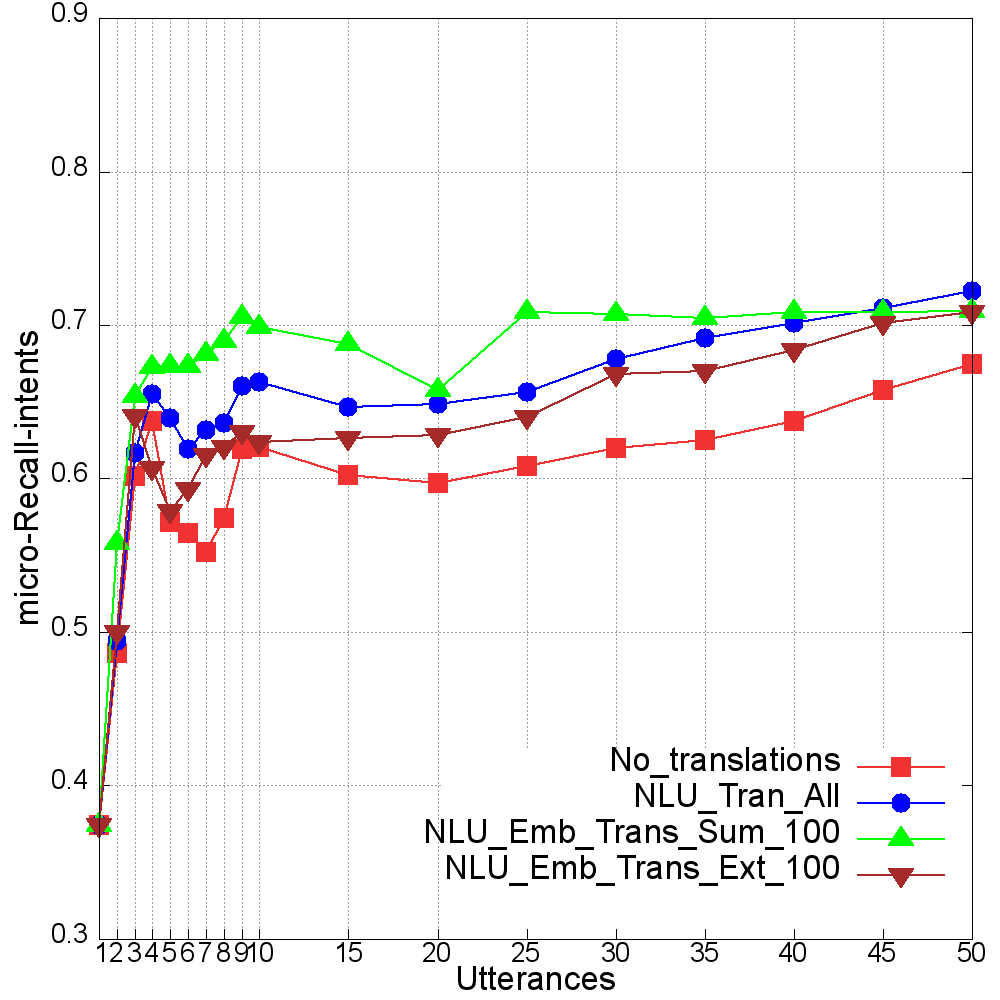 0.9
0.8
0.7
0.6
0.5
0.4
0.3
micro-Recall-intents
No_translations
NLU_Tran_All
NLU_Emb_Trans_Sum_100
NLU_Emb_Trans_Ext_100
1 2 3 4 5 6 7 8 9 10 15 20 25 30 35 40 45 50
Utterances